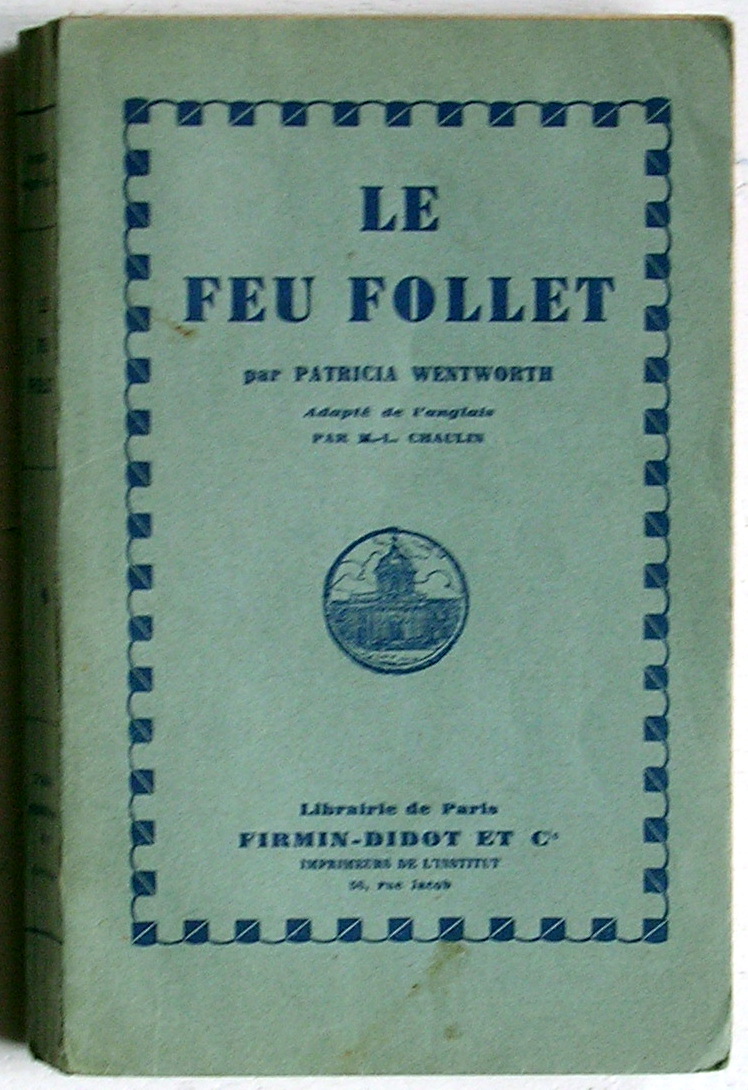 LE
FEU FOLLET
par PATRICIA WENTWORTH
Adapté de l'anglais
PAR M.-L. CHAULIN
Librairie de Paris
FIRMIN-DIDOT ET Cie
IMPRIMEURS DE L'INSTITUT
56, rue Jacob